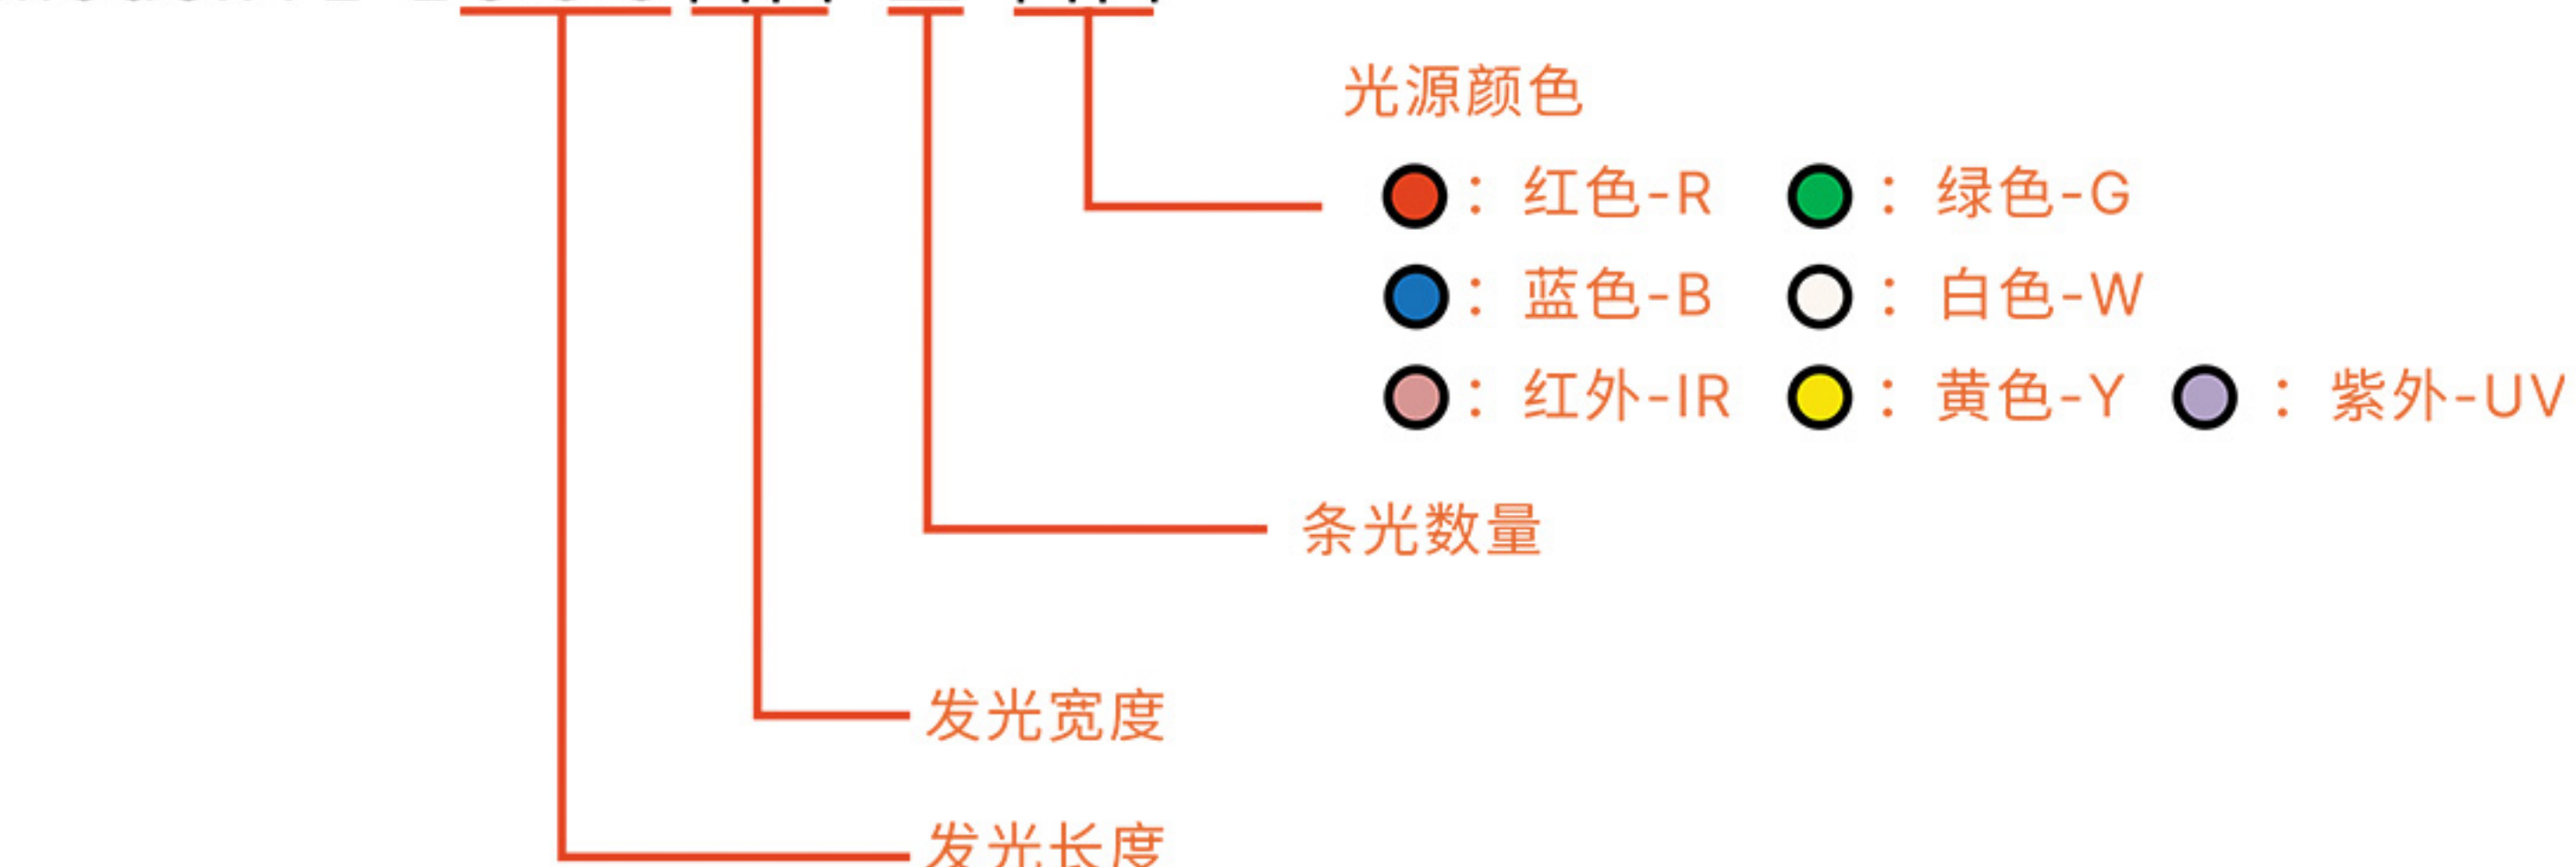 光源颜色
：红色-R ：绿色-G
：蓝色-B ：白色-W
：红外-IR ：黄色-Y ：紫外-UV
条光数量
发光宽度
发光长度